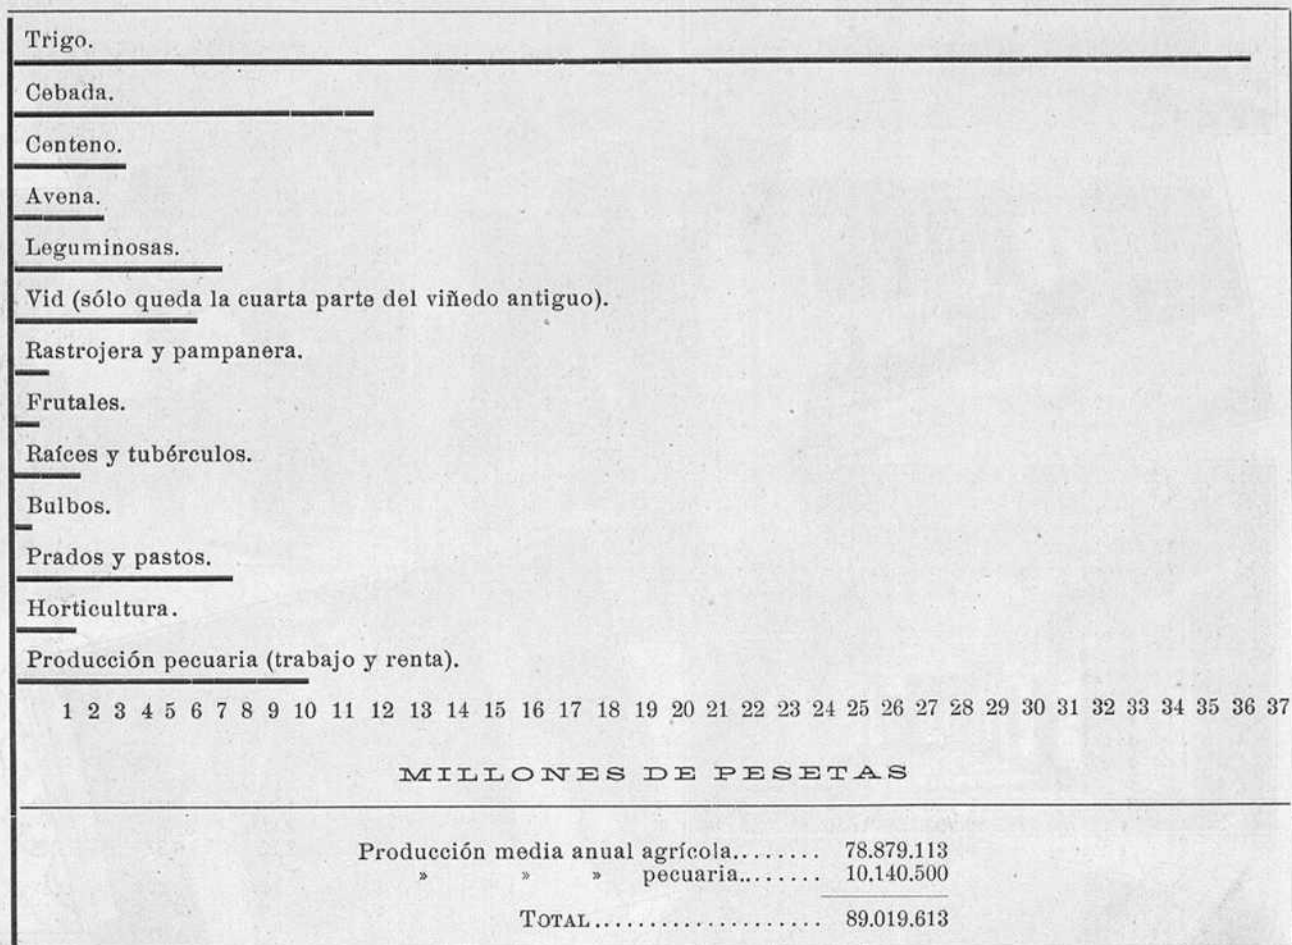 Trigo.
Cebada.
Centeno.
Avena.
Leguminosas.
Vid (sólo queda la cuarta parte del viñedo antiguo).
Rastrojera y pampanera.
Frutales.
Raíces y tubérculos.
Bulbos.
Prados y pastos.
Horticultura.
Producción pecuaria (trabajo y renta).
1 2 3 4 5 6 7 8 9 10 11 12 13 14 15 16 17 18 19 20 21 22 23 24 25 26 27 28 29 30 31 32 33 34 35 36 37
MILLONES DE PESETAS
Producción media anual agrícola........ 78.879.113
» » » pecuaria........ 10.140.500
TOTAL................... 89.019.613